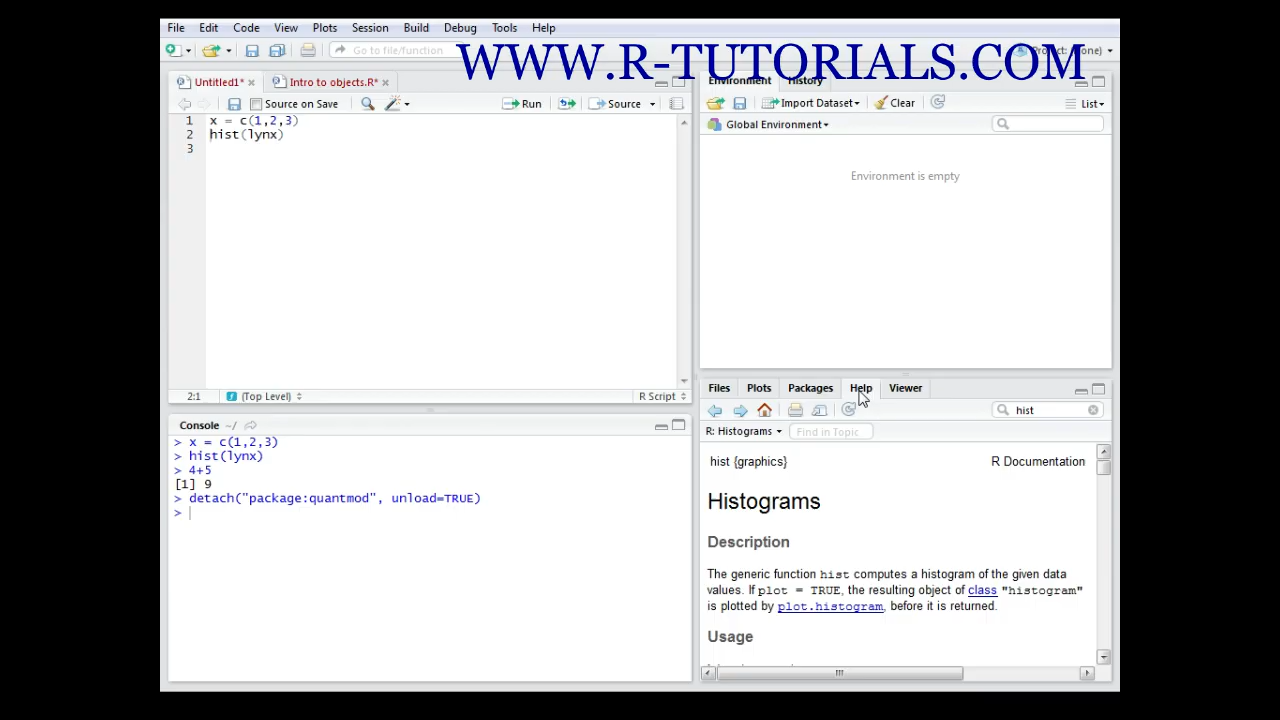 File Edit Code View Plots Session Build Debug Tools Help
Go to file/function
WWW.R-TUTORIALS.COM
Untitled1* Intro to objects.R*
Source on Save Run Source
1 x = c(1,2,3)
2 hist(lynx)
3
2:1 (Top Level) R Script
Console ~/
> x = c(1,2,3)
> hist(lynx)
> 4+5
[1] 9
> detach("package:quantmod", unload=TRUE)
>
Environment History
Import Dataset Clear List
Global Environment
Environment is empty
Files Plots Packages Help Viewer
hist
R: Histograms Find in Topic
hist {graphics} R Documentation
Histograms
Description
The generic function hist computes a histogram of the given data
values. If plot = TRUE, the resulting object of class "histogram"
is plotted by plot.histogram, before it is returned.
Usage